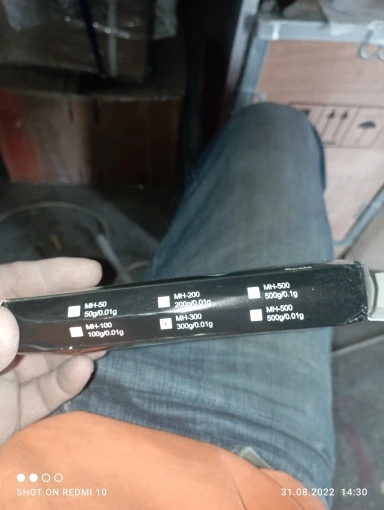 MH-50
50g/0.01g
MH-100
100g/0.01g
MH-200
200g/0.01g
MH-300
300g/0.01g
MH-500
500g/0.1g
MH-500
500g/0.01g
SHOT ON REDMI 10
31.08.2022 14:30